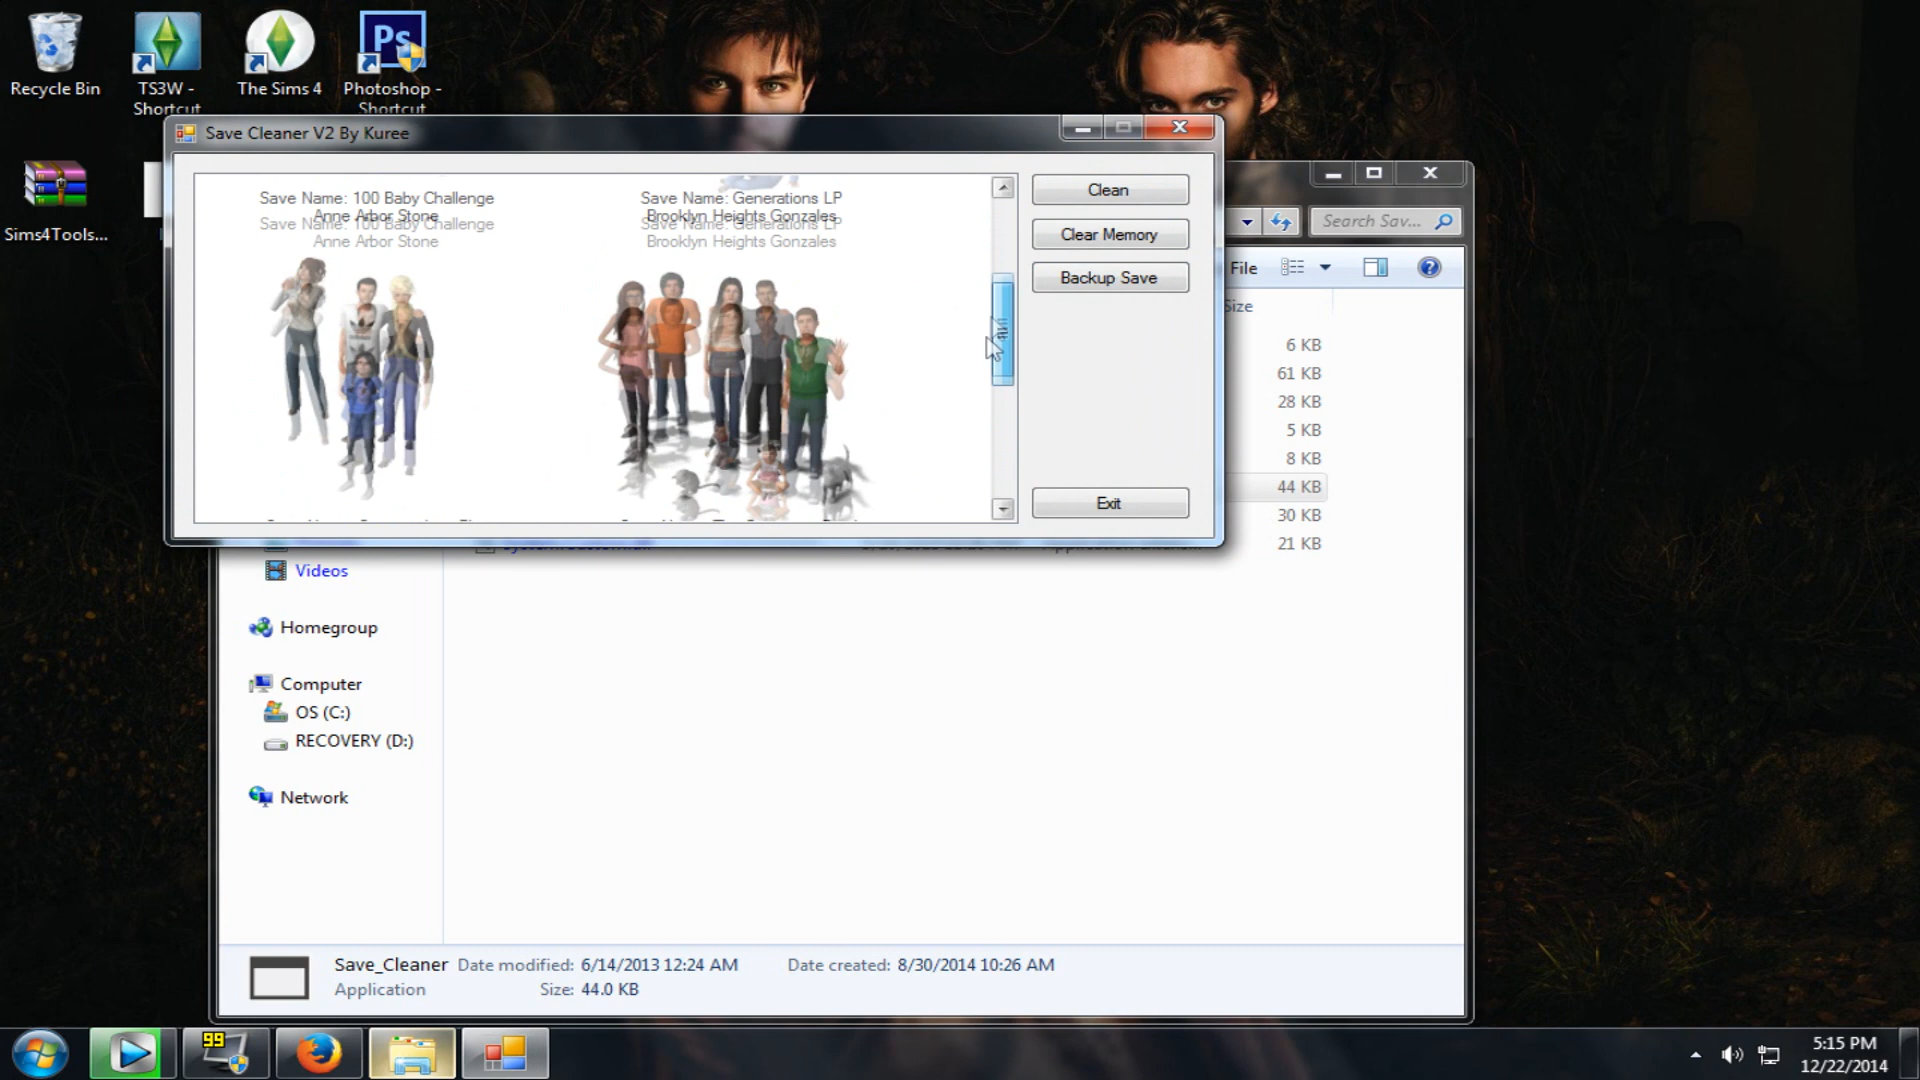 Recycle Bin
TS3W -
Shortcut
The Sims 4
Ps
Photoshop -
Shortcut
Sims4Tools...
Save Cleaner V2 By Kuree
Save Name: 100 Baby Challenge
Anne Arbor Stone
Save Name: 100 Baby Challenge
Anne Arbor Stone
Save Name: Generations LP
Brooklyn Heights Gonzales
Save Name: Generations LP
Brooklyn Heights Gonzales
Clean
Clear Memory
Backup Save
Exit
Search Sav...
File
Size
6 KB
61 KB
28 KB
5 KB
8 KB
44 KB
30 KB
21 KB
Videos
Homegroup
Computer
OS (C:)
RECOVERY (D:)
Network
Save_Cleaner Date modified: 6/14/2013 12:24 AM Date created: 8/30/2014 10:26 AM
Application Size: 44.0 KB
99
5:15 PM
12/22/2014